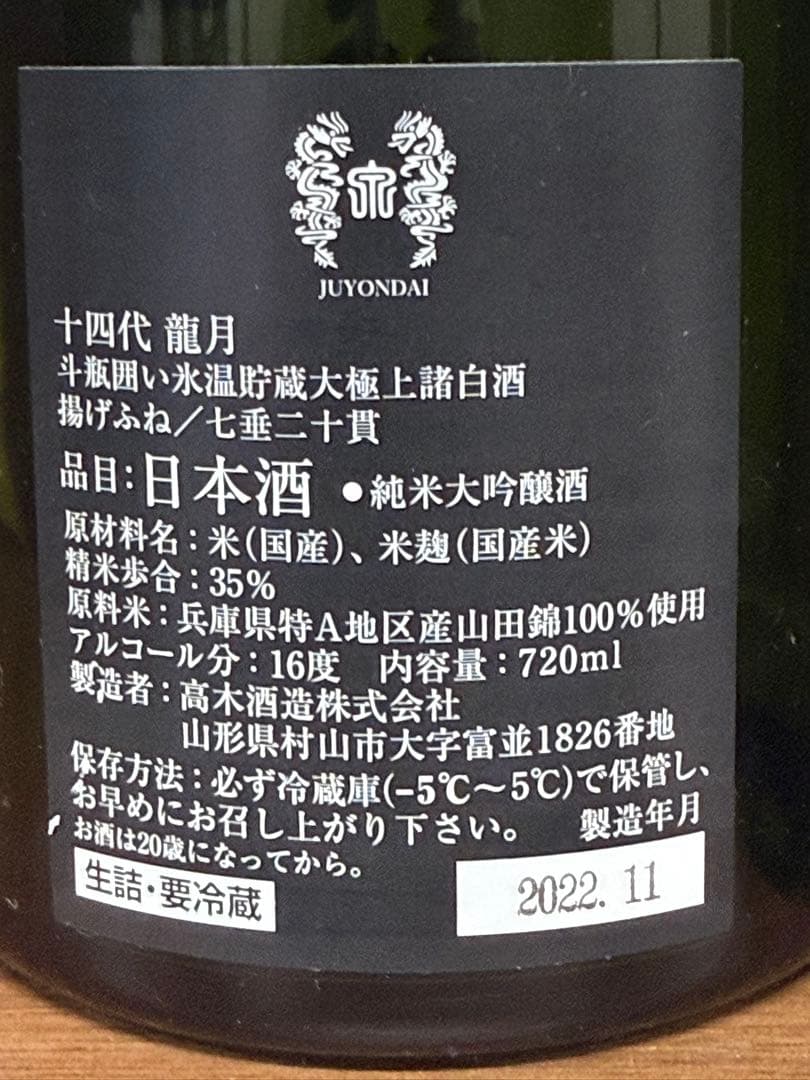 JUYONDAI
十四代 龍月
斗瓶囲い氷温貯蔵大極上諸白酒
揚げふね／七垂二十貫
品目：日本酒 ●純米大吟醸酒
原材料名：米（国産）、米麹（国産米）
精米歩合：35%
原料米：兵庫県特A地区産山田錦100%使用
アルコール分：16度　内容量：720ml
製造者：高木酒造株式会社
山形県村山市大字富並1826番地
保存方法：必ず冷蔵庫(-5℃〜5℃)で保管し、
お早めにお召し上がり下さい。　製造年月
お酒は20歳になってから。
生詰・要冷蔵　2022. 11